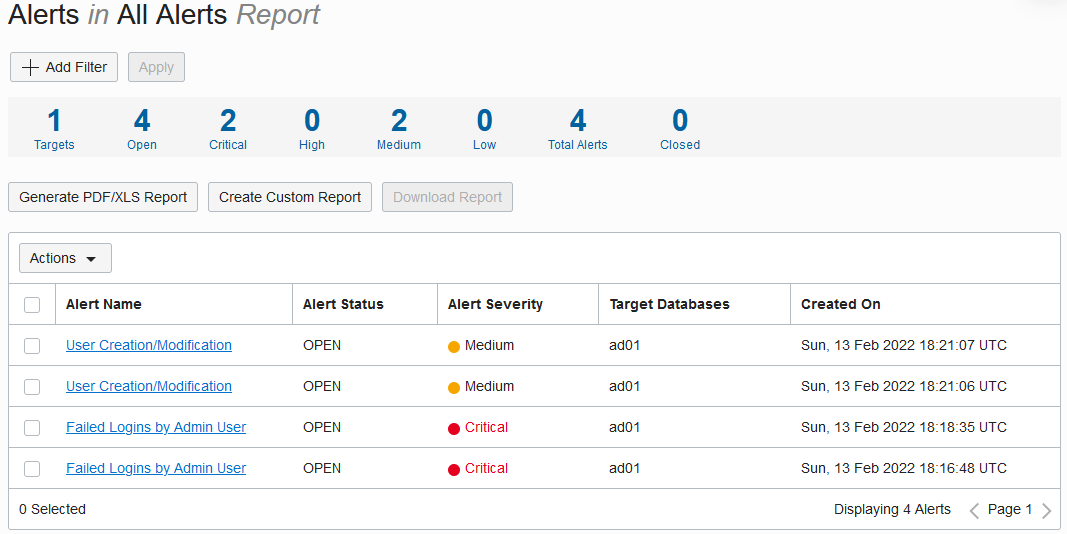 Alerts in All Alerts Report
Add Filter Apply
1 4 2 0 2 0 4 0
Targets Open Critical High Medium Low Total Alerts Closed
Generate PDF/XLS Report Create Custom Report Download Report
Actions
Alert Name Alert Status Alert Severity Target Databases Created On
User Creation/Modification OPEN Medium ad01 Sun, 13 Feb 2022 18:21:07 UTC
User Creation/Modification OPEN Medium ad01 Sun, 13 Feb 2022 18:21:06 UTC
Failed Logins by Admin User OPEN Critical ad01 Sun, 13 Feb 2022 18:18:35 UTC
Failed Logins by Admin User OPEN Critical ad01 Sun, 13 Feb 2022 18:16:48 UTC
0 Selected Displaying 4 Alerts Page 1